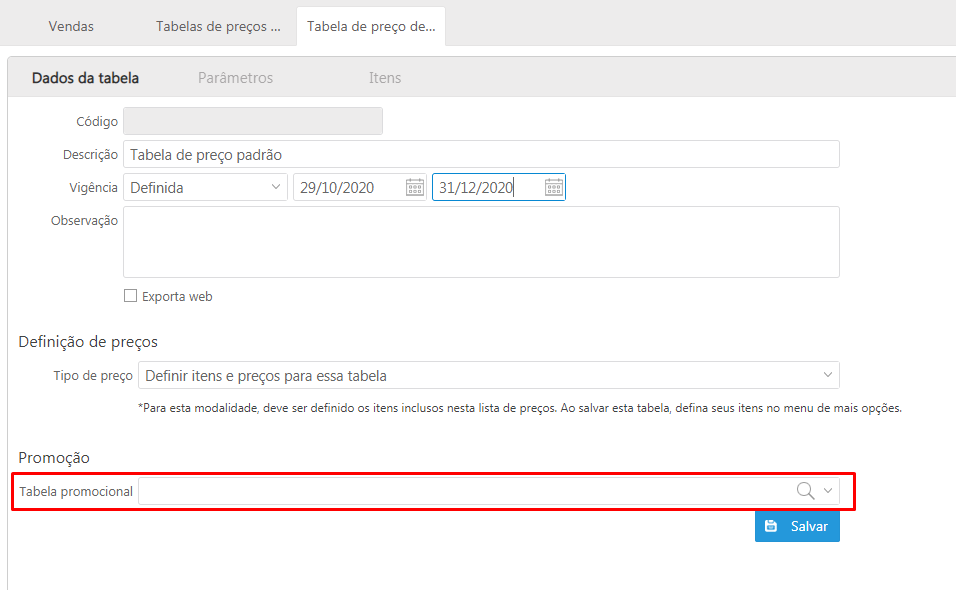 Vendas Tabelas de preços ... Tabela de preço de...
Dados da tabela Parâmetros Itens
Código
Descrição Tabela de preço padrão
Vigência Definida 29/10/2020 31/12/2020
Observação
Exporta web
Definição de preços
Tipo de preço Definir itens e preços para essa tabela
*Para esta modalidade, deve ser definido os itens inclusos nesta lista de preços. Ao salvar esta tabela, defina seus itens no menu de mais opções.
Promoção
Tabela promocional
Salvar